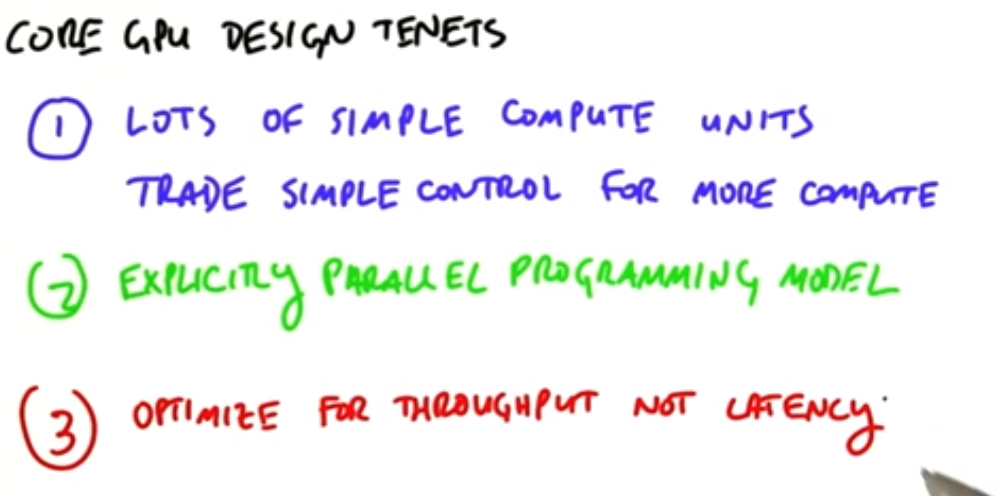 CORE GPU DESIGN TENETS
1 LOTS OF SIMPLE COMPUTE UNITS
TRADE SIMPLE CONTROL FOR MORE COMPUTE
2 EXPLICITLY PARALLEL PROGRAMMING MODEL
3 OPTIMIZE FOR THROUGHPUT NOT LATENCY